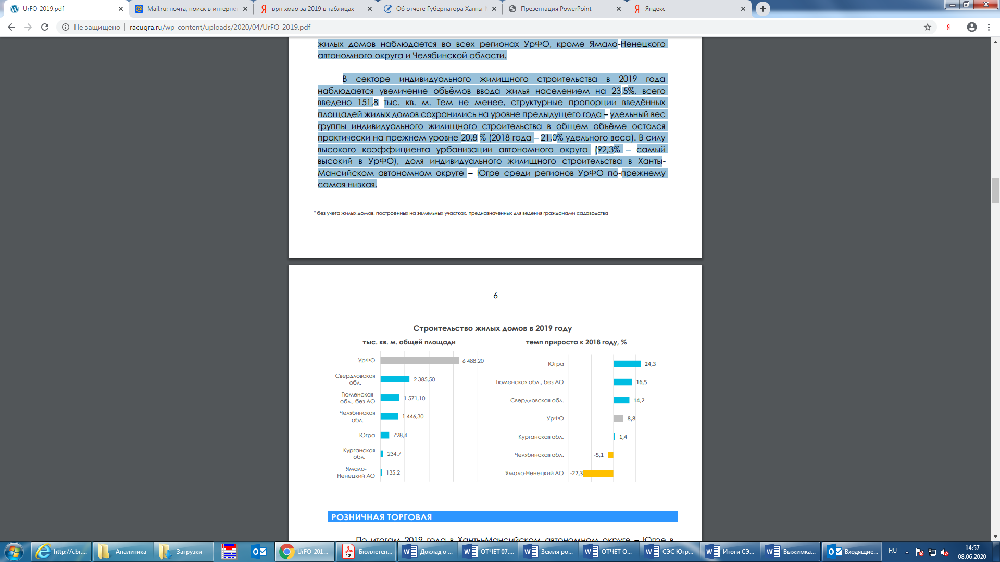 UrFO-2019.pdf
Mail.ru: почта, поиск в интернет
врп хмао за 2019 в таблицах —
Об отчете Губернатора Ханты-
Презентация PowerPoint
Яндекс
Не защищено
racugra.ru/wp-content/uploads/2020/04/UrFO-2019.pdf
жилых домов наблюдается во всех регионах УрФО, кроме Ямало-Ненецкого
автономного округа и Челябинской области.
В секторе индивидуального жилищного строительства в 2019 года
наблюдается увеличение объёмов ввода жилья населением на 23,5%, всего
введено 151,8 тыс. кв. м. Тем не менее, структурные пропорции введённых
площадей жилых домов сохранились на уровне предыдущего года – удельный вес
группы индивидуального жилищного строительства в общем объёме остался
практически на прежнем уровне 20,8 % (2018 года – 21,0% удельного веса). В силу
высокого коэффициента урбанизации автономного округа (92,3% – самый
высокий в УрФО), доля индивидуального жилищного строительства в Ханты-
Мансийском автономном округе – Югре среди регионов УрФО по-прежнему
самая низкая.
2 без учета жилых домов, построенных на земельных участках, предназначенных для ведения гражданами садоводства
6
Строительство жилых домов в 2019 году
тыс. кв. м. общей площади
УрФО 6 488,20
Свердловская
обл. 2 385,50
Тюменская
обл., без АО 1 571,10
Челябинская
обл. 1 446,30
Югра 728,4
Курганская
обл. 234,7
Ямало-
Ненецкий АО 135,2
темп прироста к 2018 году, %
Югра 24,3
Тюменская обл., без АО 16,5
Свердловская обл. 14,2
УрФО 8,8
Курганская обл. 1,4
Челябинская обл. -5,1
Ямало-Ненецкий АО -27,3
РОЗНИЧНАЯ ТОРГОВЛЯ
По итогам 2019 года в Ханты-Мансийском автономном округе – Югре в
http://cbr....
Аналитика
Загрузки
UrFO-201...
Бюллетен...
Доклад о ...
ОТЧЕТ 07....
Земля ро...
ОТЧЕТ О...
СЭС Югр...
Итоги СЭ...
Выжимка...
Входящие...
RU
14:57
08.06.2020